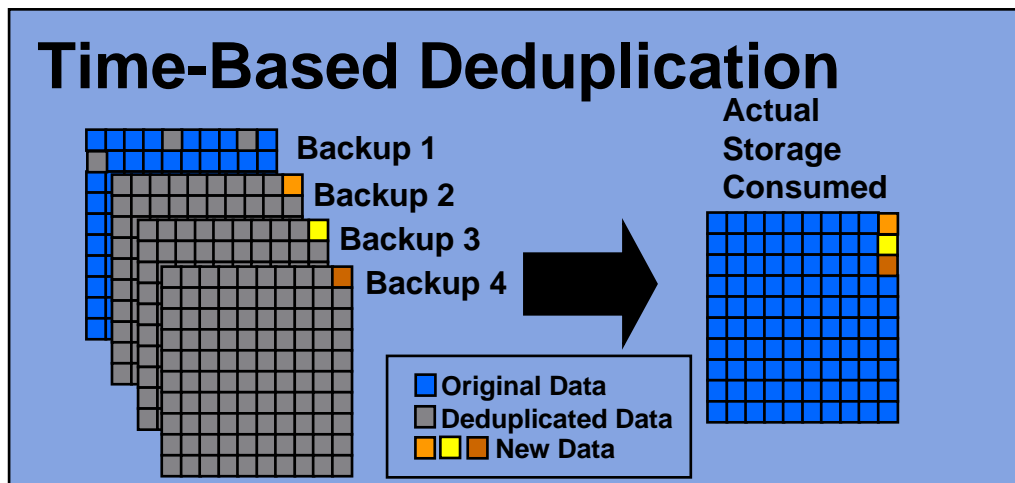 Time-Based Deduplication
Backup 1
Backup 2
Backup 3
Backup 4
Actual
Storage
Consumed
Original Data
Deduplicated Data
New Data